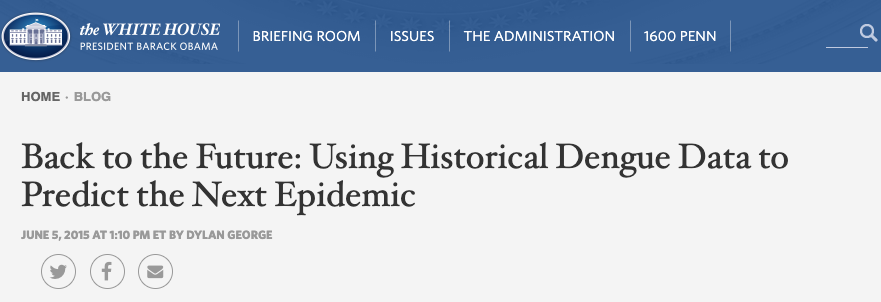 the WHITE HOUSE
PRESIDENT BARACK OBAMA
BRIEFING ROOM
ISSUES
THE ADMINISTRATION
1600 PENN
HOME · BLOG
Back to the Future: Using Historical Dengue Data to
Predict the Next Epidemic
JUNE 5, 2015 AT 1:10 PM ET BY DYLAN GEORGE